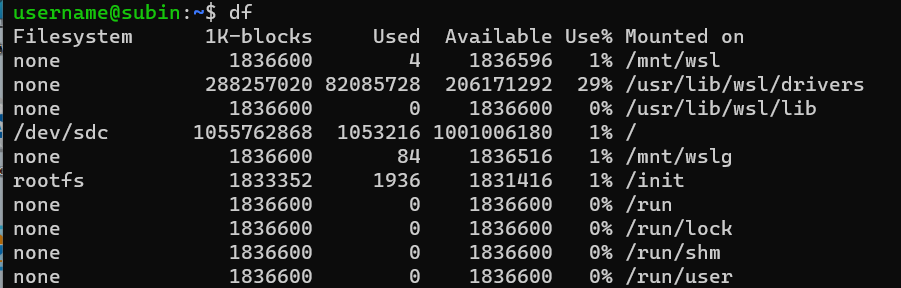 username@subin:~$ df
Filesystem      1K-blocks     Used  Available Use% Mounted on
none              1836600        4    1836596   1% /mnt/wsl
none            288257020 82085728  206171292  29% /usr/lib/wsl/drivers
none              1836600        0    1836600   0% /usr/lib/wsl/lib
/dev/sdc       1055762868  1053216 1001006180   1% /
none              1836600       84    1836516   1% /mnt/wslg
rootfs            1833352     1936    1831416   1% /init
none              1836600        0    1836600   0% /run
none              1836600        0    1836600   0% /run/lock
none              1836600        0    1836600   0% /run/shm
none              1836600        0    1836600   0% /run/user